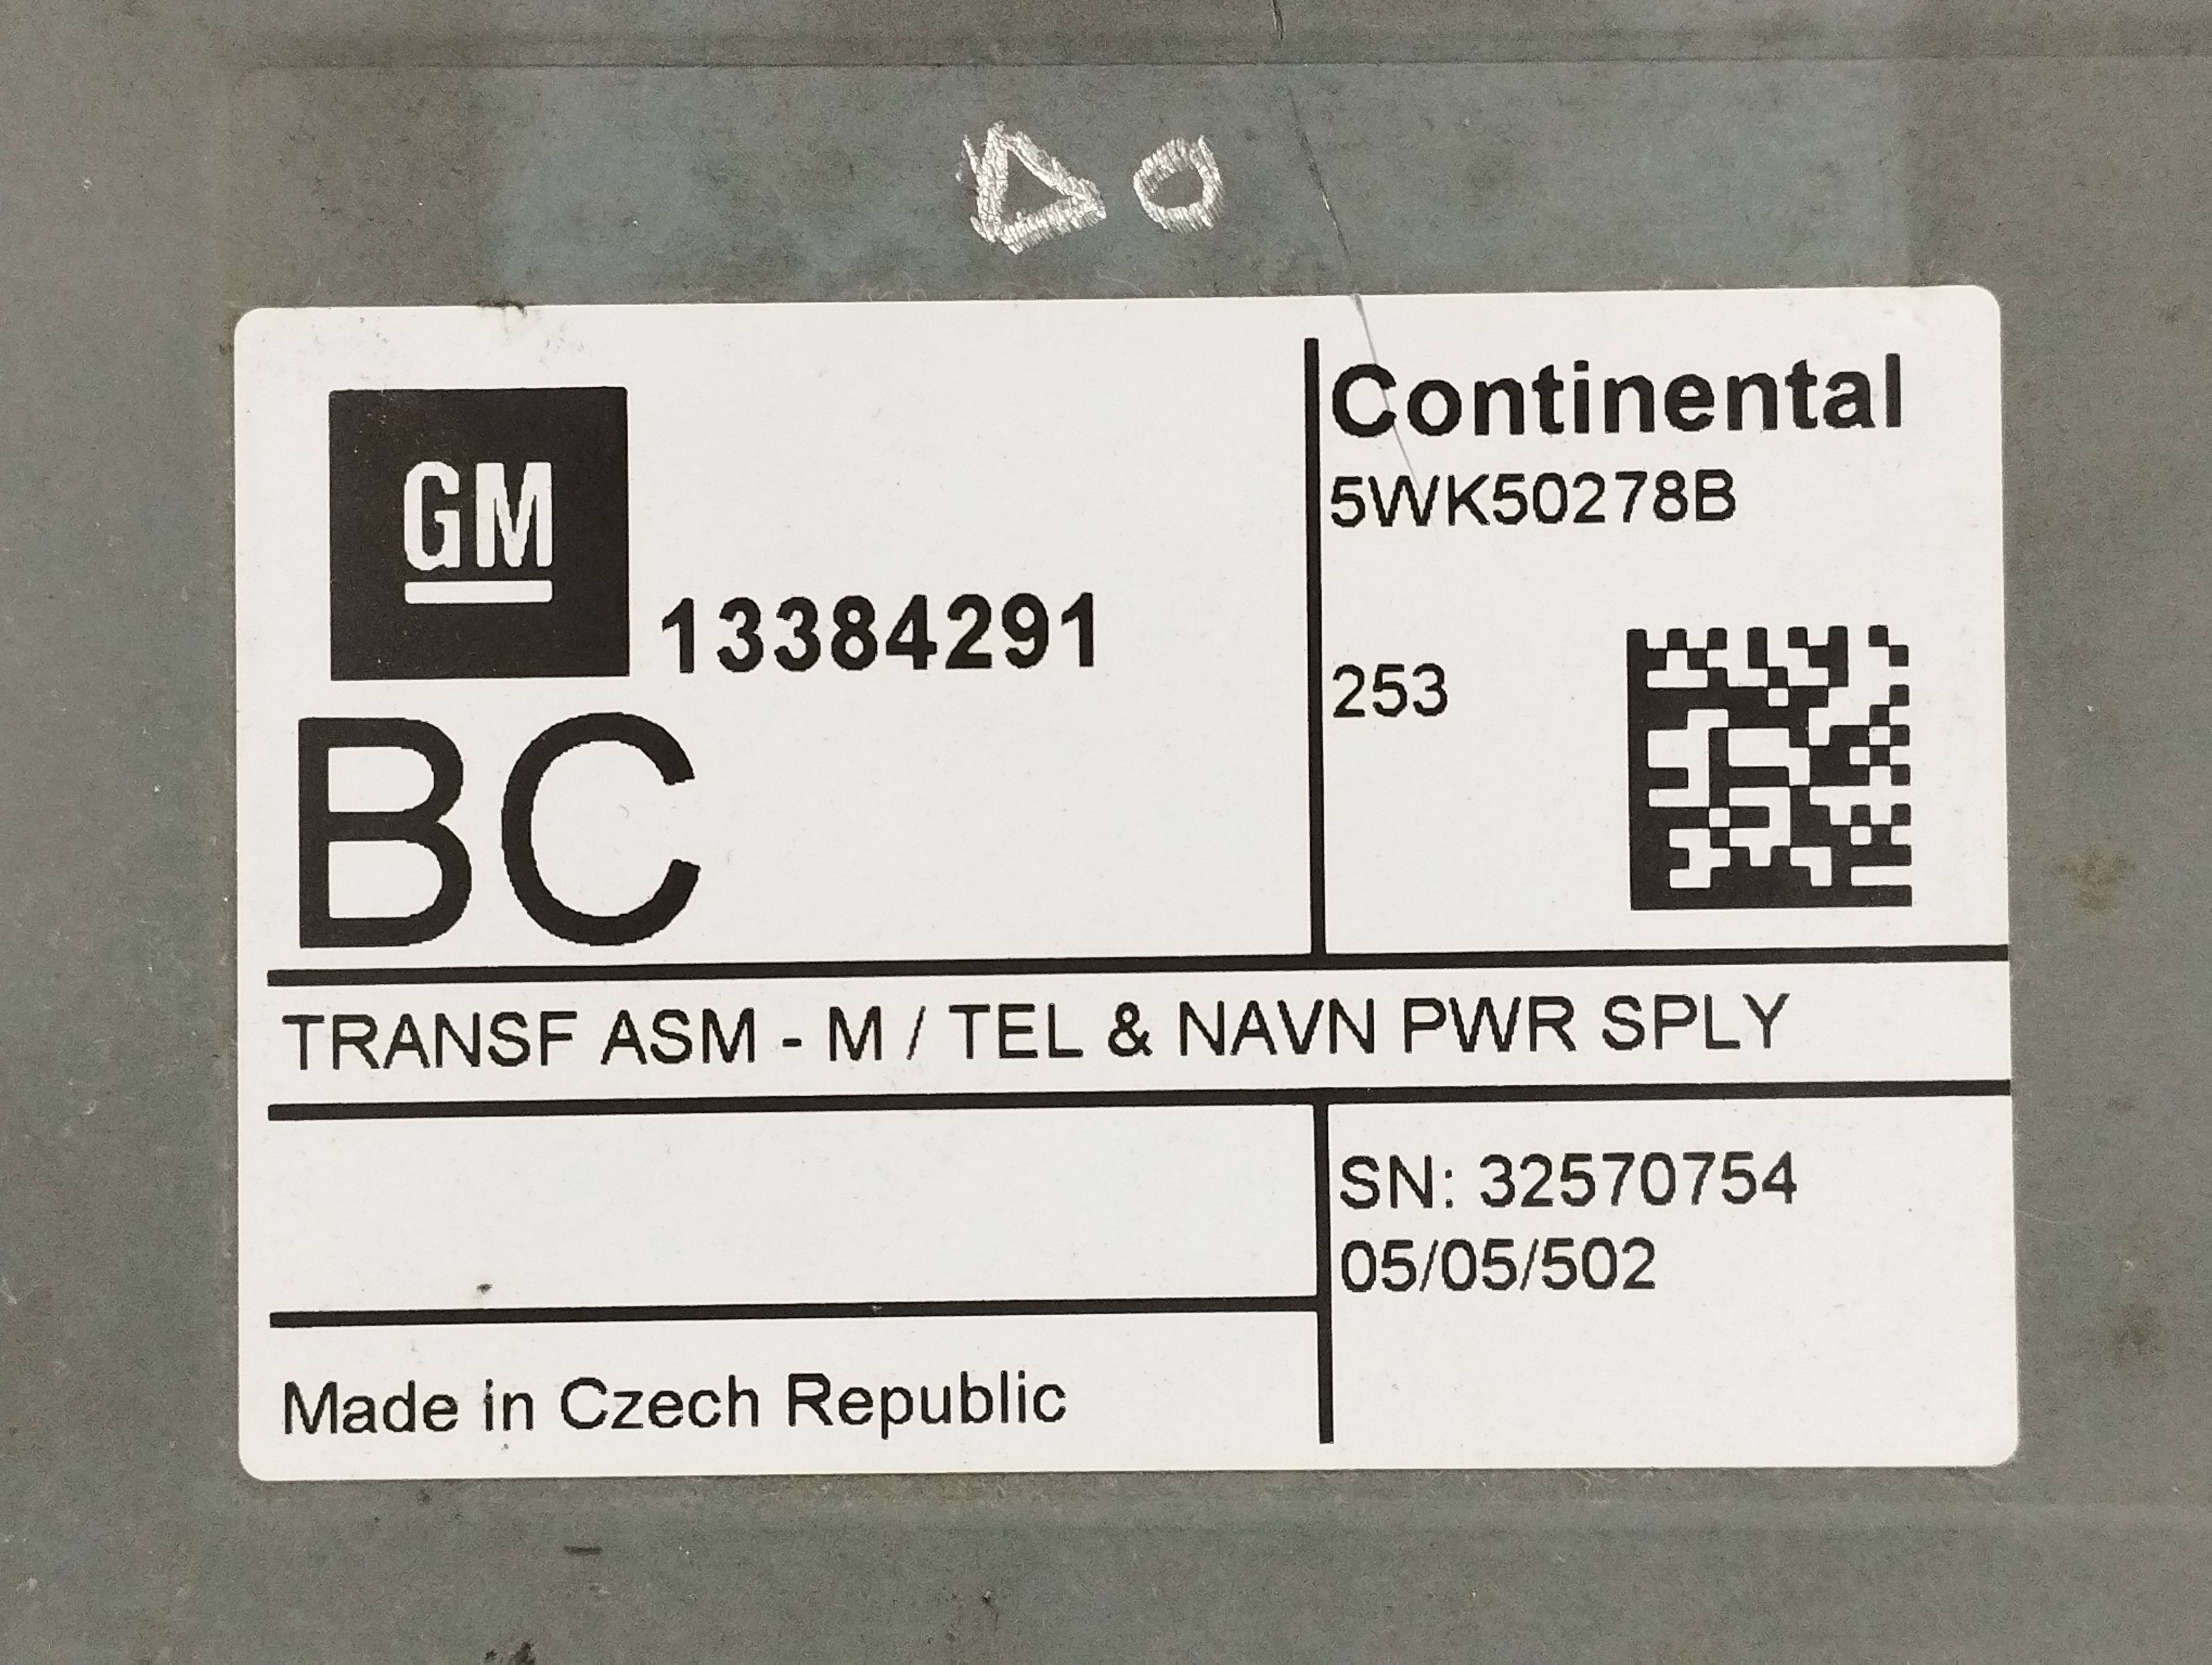 GM
13384291
BC
Continental
5WK50278B
253
TRANSF ASM - M / TEL & NAVN PWR SPLY
SN: 32570754
05/05/502
Made in Czech Republic